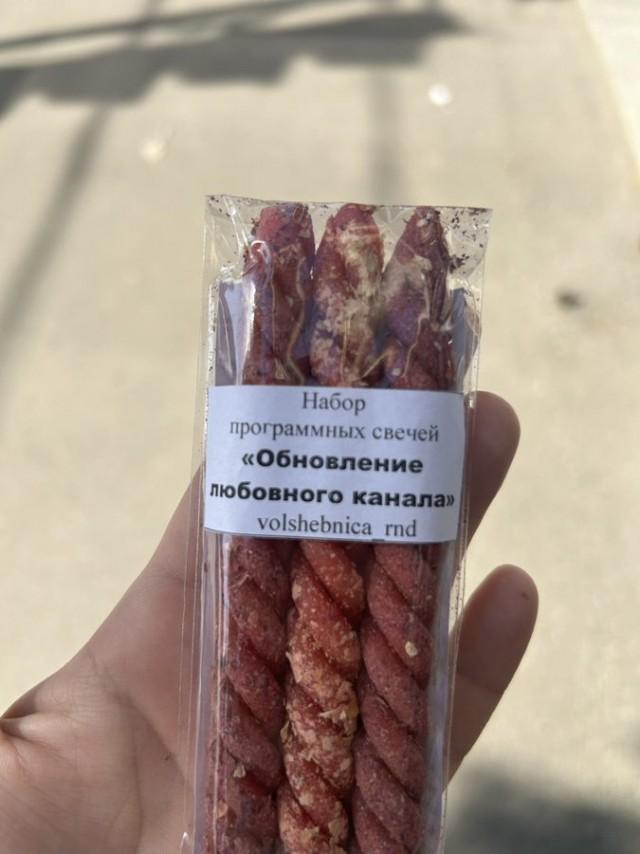 Набор
программных свечей
«Обновление
любовного канала»
volshebnica_rnd